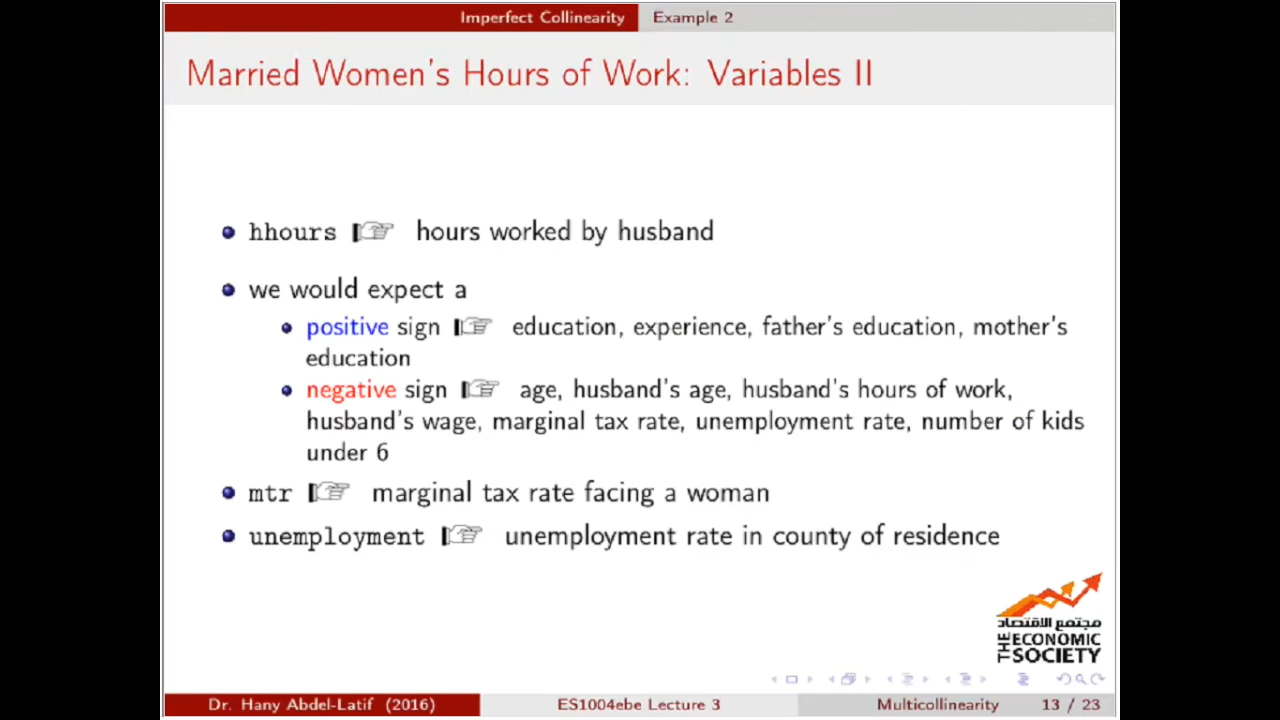 Imperfect Collinearity Example 2
Married Women's Hours of Work: Variables II
hhours hours worked by husband
we would expect a
positive sign education, experience, father's education, mother's
education
negative sign age, husband's age, husband's hours of work,
husband's wage, marginal tax rate, unemployment rate, number of kids
under 6
mtr marginal tax rate facing a woman
unemployment unemployment rate in county of residence
مجتمع الاقتصاد
THE ECONOMIC
SOCIETY
Dr. Hany Abdel-Latif (2016) ES1004ebe Lecture 3 Multicollinearity 13 / 23